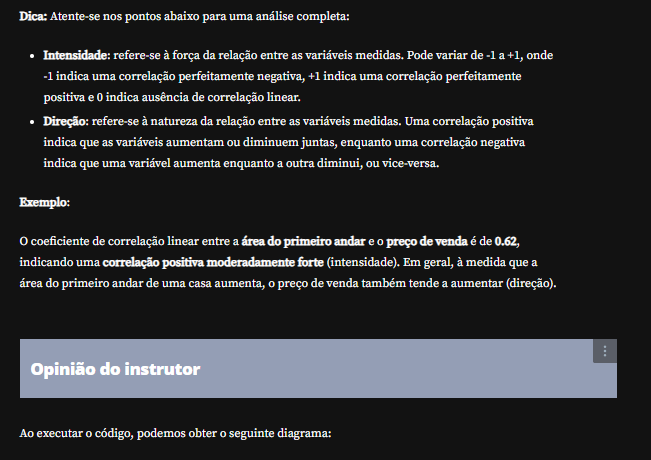 Dica: Atente-se nos pontos abaixo para uma análise completa:
• Intensidade: refere-se à força da relação entre as variáveis medidas. Pode variar de -1 a +1, onde
-1 indica uma correlação perfeitamente negativa, +1 indica uma correlação perfeitamente
positiva e 0 indica ausência de correlação linear.
• Direção: refere-se à natureza da relação entre as variáveis medidas. Uma correlação positiva
indica que as variáveis aumentam ou diminuem juntas, enquanto uma correlação negativa
indica que uma variável aumenta enquanto a outra diminui, ou vice-versa.
Exemplo:
O coeficiente de correlação linear entre a área do primeiro andar e o preço de venda é de 0.62,
indicando uma correlação positiva moderadamente forte (intensidade). Em geral, à medida que a
área do primeiro andar de uma casa aumenta, o preço de venda também tende a aumentar (direção).
Opinião do instrutor
Ao executar o código, podemos obter o seguinte diagrama: